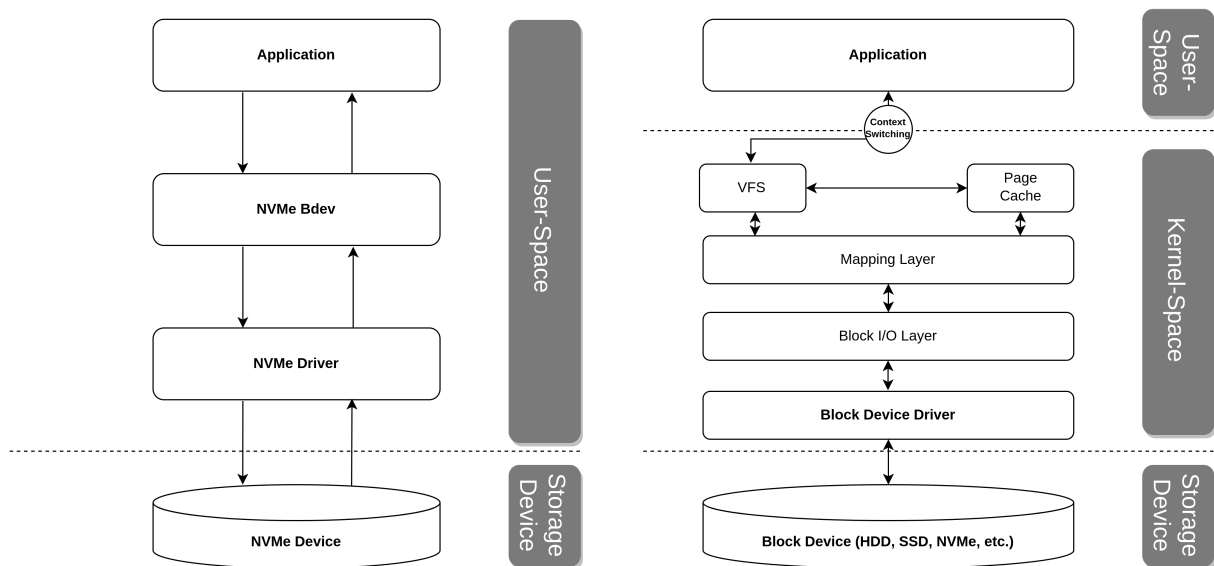 Application
NVMe Bdev
NVMe Driver
NVMe Device
User-Space
Storage
Device
Application
Context
Switching
VFS
Page
Cache
Mapping Layer
Block I/O Layer
Block Device Driver
Block Device (HDD, SSD, NVMe, etc.)
User-
Space
Kernel-Space
Storage
Device